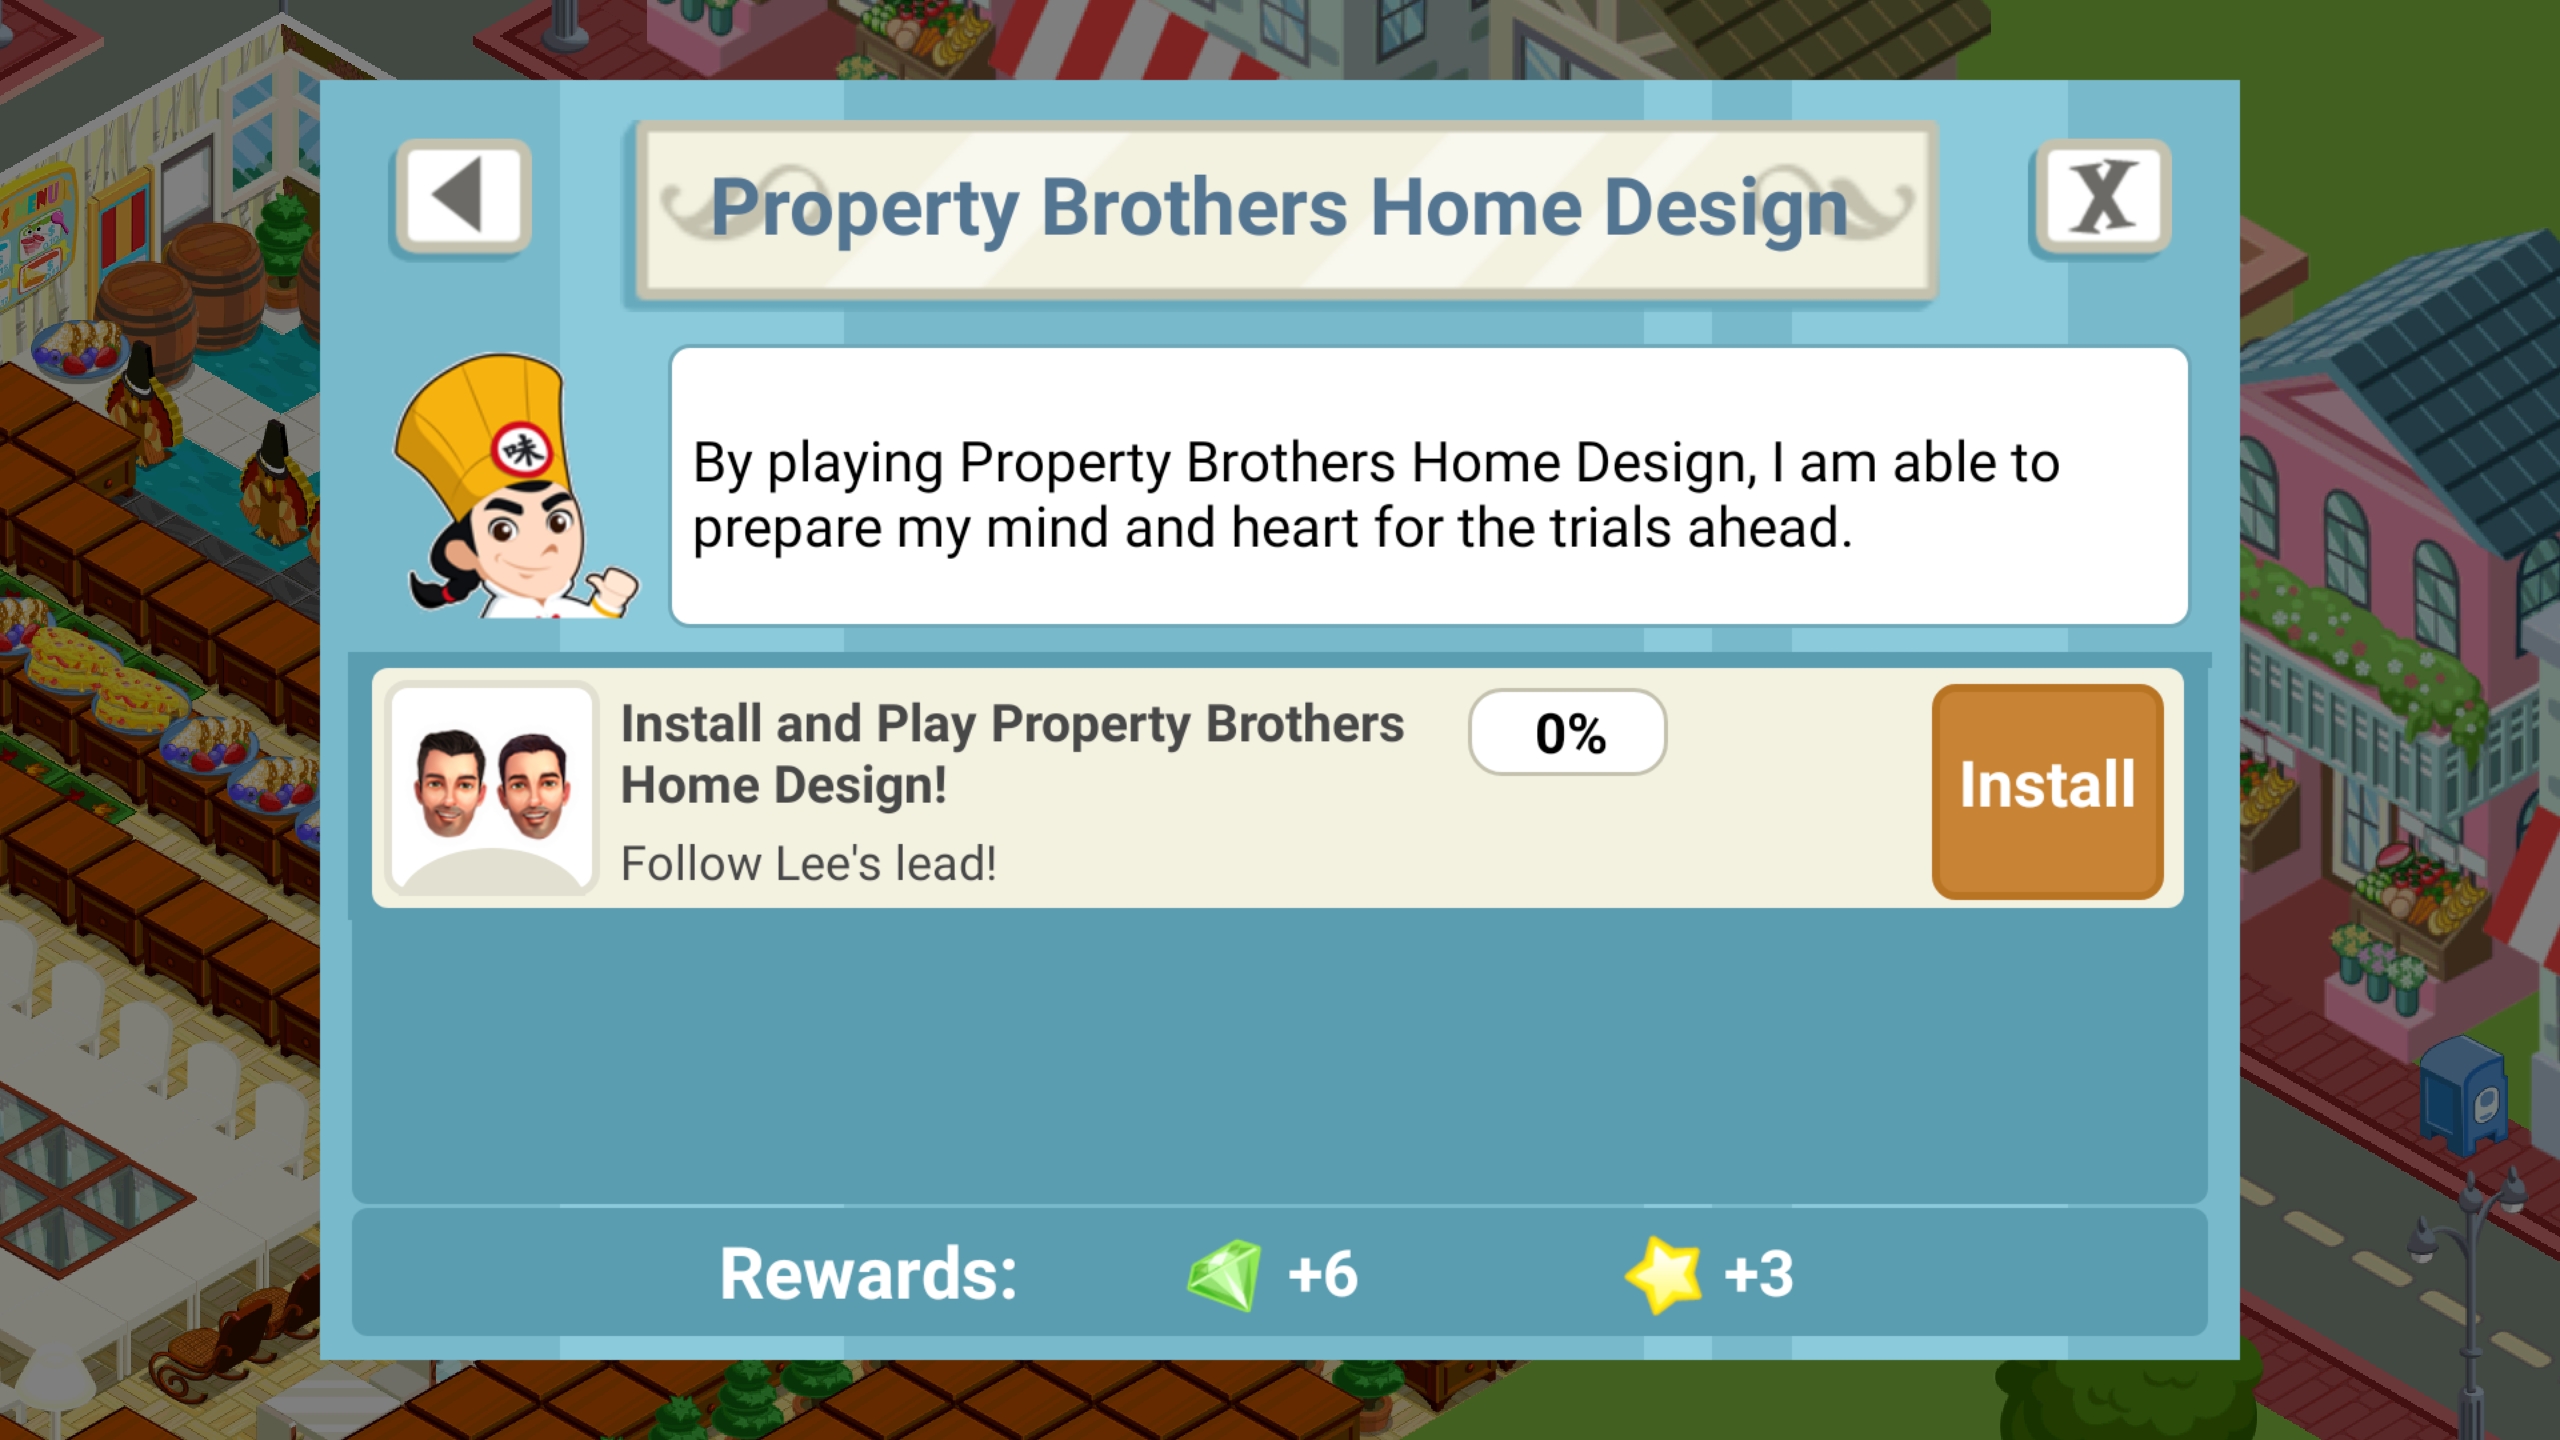 Property Brothers Home Design
X
味
By playing Property Brothers Home Design, I am able to
prepare my mind and heart for the trials ahead.
Install and Play Property Brothers
Home Design!
Follow Lee's lead!
0%
Install
Rewards:
+6
+3